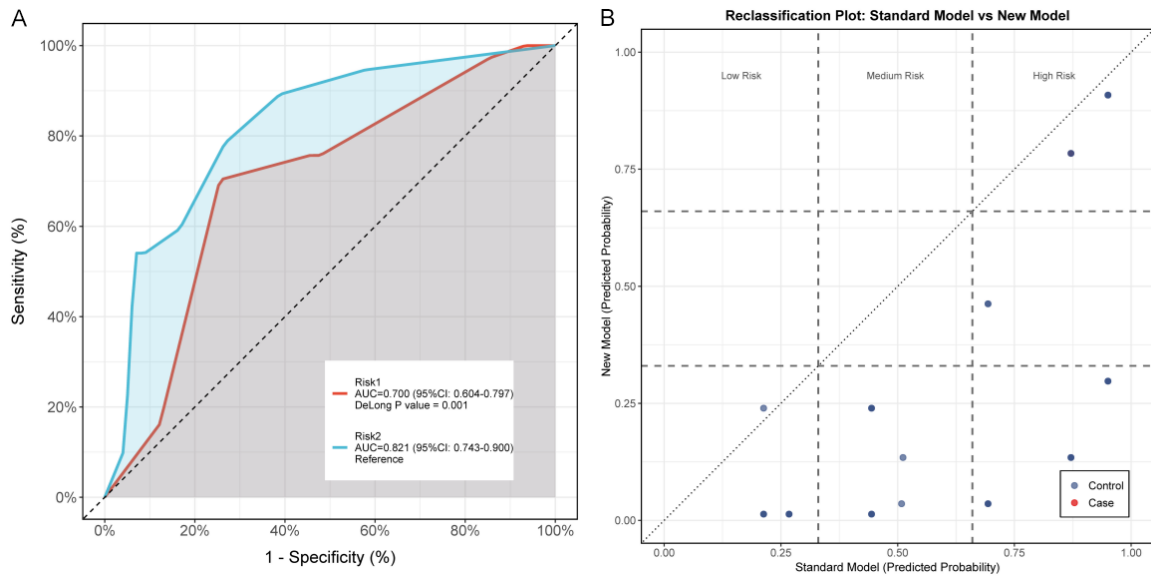 A
100%
80%
60%
40%
20%
0%
Sensitivity (%)
Risk1
AUC=0.700 (95%CI: 0.604-0.797)
DeLong P value = 0.001
Risk2
AUC=0.821 (95%CI: 0.743-0.900)
Reference
0% 20% 40% 60% 80% 100%
1 - Specificity (%)
B
Reclassification Plot: Standard Model vs New Model
1.00
0.75
0.50
0.25
0.00
New Model (Predicted Probability)
Low Risk Medium Risk High Risk
Control
Case
0.00 0.25 0.50 0.75 1.00
Standard Model (Predicted Probability)